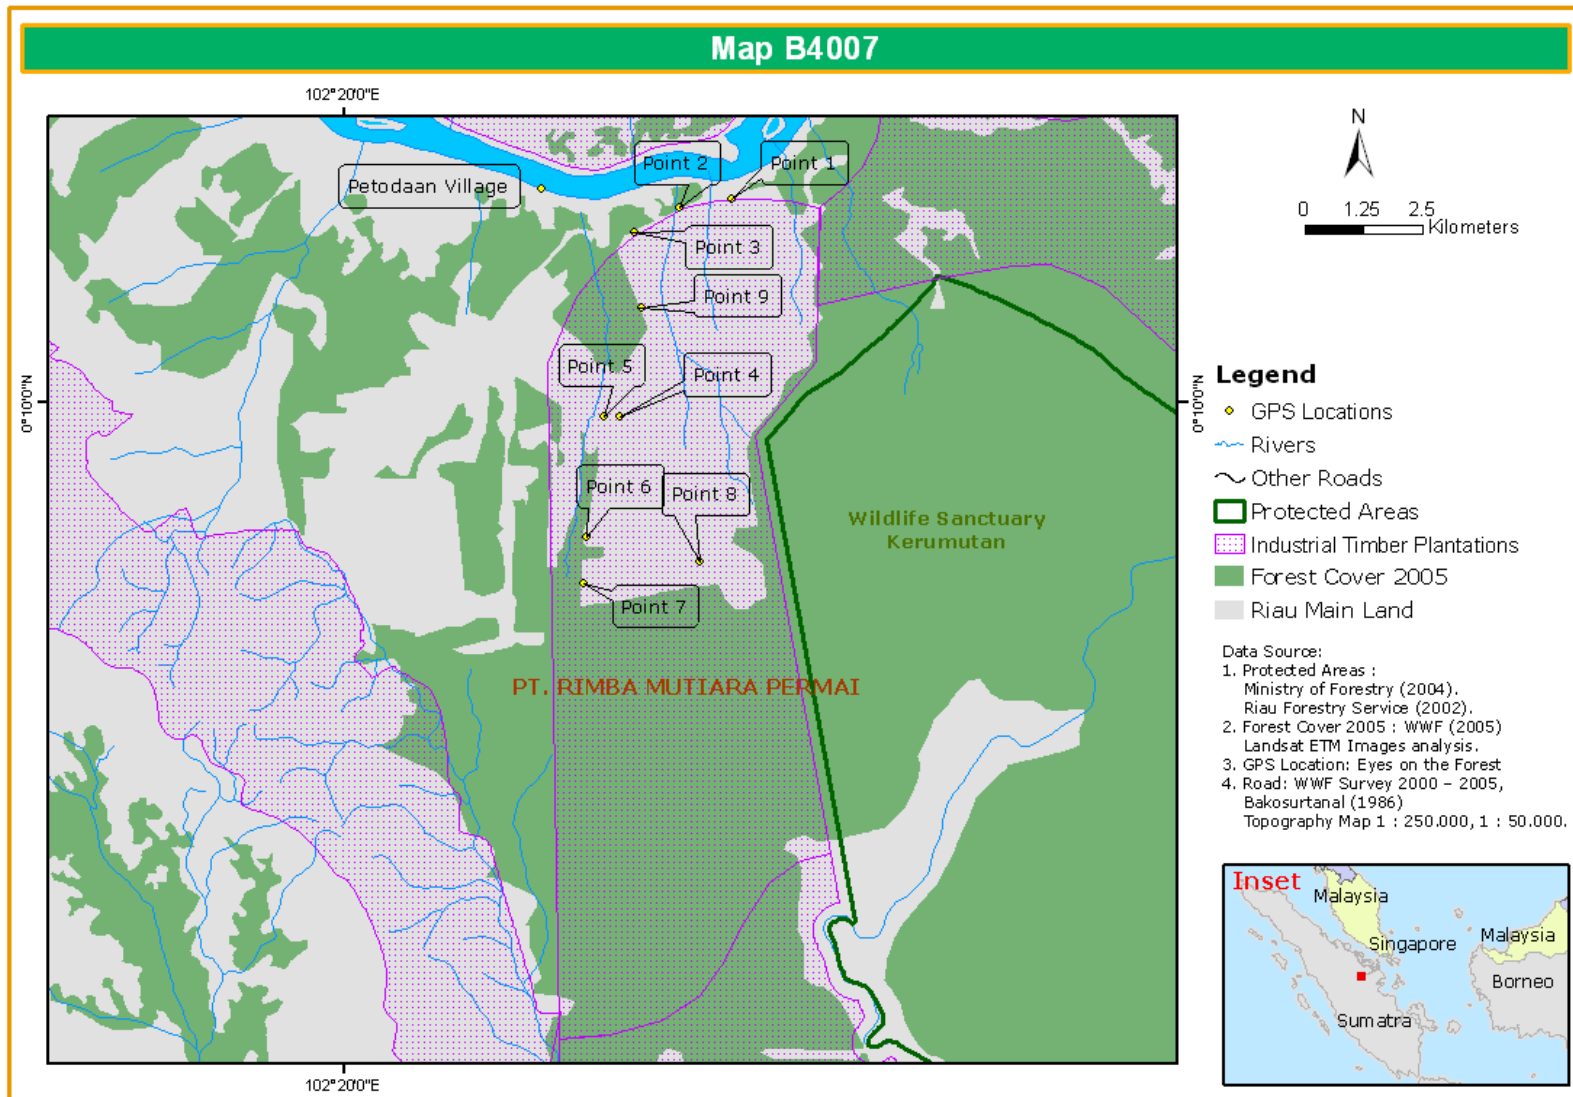 Map B4007
102°20'0"E
N
0 1.25 2.5
Kilometers
Point 2
Point 1
Petodaan Village
Point 3
Point 9
Point 5
Point 4
0°10'0"N
0°10'0"N
Point 6
Point 8
Point 7
Wildlife Sanctuary
Kerumutan
PT. RIMBA MUTIARA PERMAI
102°20'0"E
Legend
GPS Locations
Rivers
Other Roads
Protected Areas
Industrial Timber Plantations
Forest Cover 2005
Riau Main Land
Data Source:
1. Protected Areas :
Ministry of Forestry (2004).
Riau Forestry Service (2002).
2. Forest Cover 2005 : WWF (2005)
Landsat ETM Images analysis.
3. GPS Location: Eyes on the Forest
4. Road: WWF Survey 2000 – 2005,
Bakosurtanal (1986)
Topography Map 1 : 250.000, 1 : 50.000.
Inset
Malaysia
Singapore
Malaysia
Borneo
Sumatra